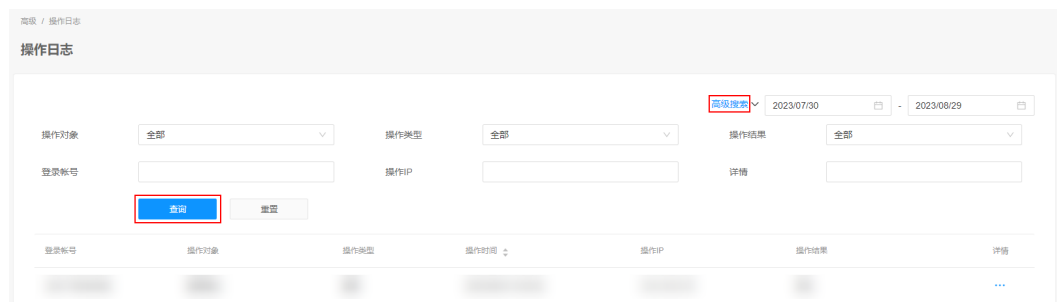 高级 / 操作日志
操作日志
高级搜索 2023/07/30 - 2023/08/29
操作对象 全部 操作类型 全部 操作结果 全部
登录帐号 操作IP 详情
查询 重置
登录帐号 操作对象 操作类型 操作时间 操作IP 操作结果 详情
...